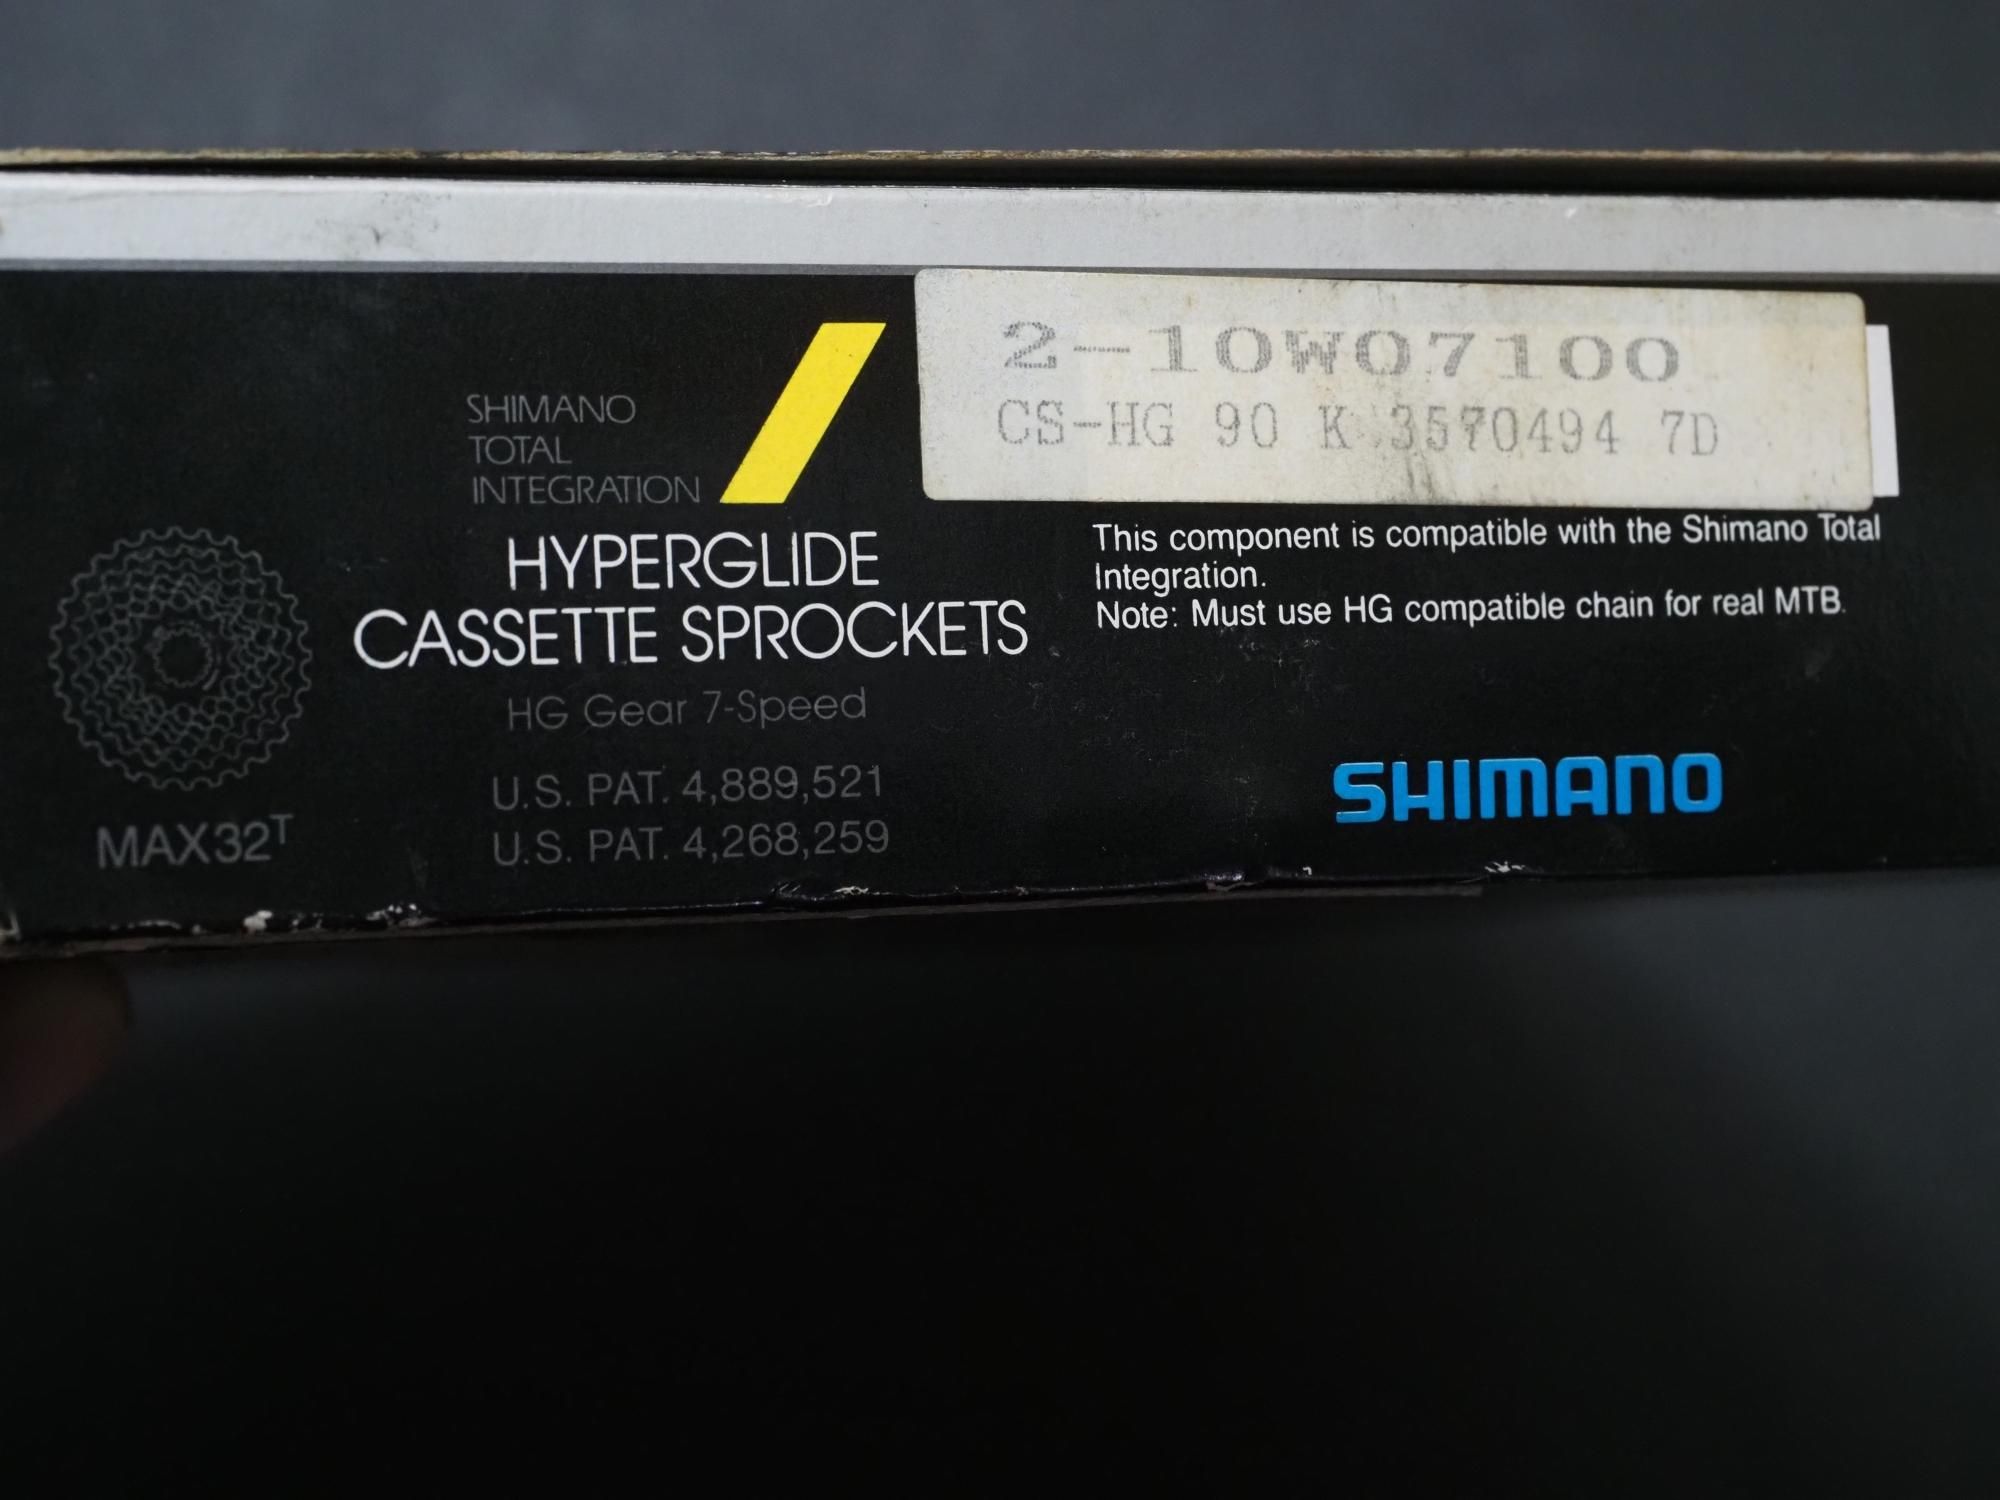 2-10W07100
CS-HG 90 K 3570494 7D
SHIMANO
TOTAL
INTEGRATION
HYPERGLIDE
CASSETTE SPROCKETS
HG Gear 7-Speed
U.S. PAT. 4,889,521
U.S. PAT. 4,268,259
MAX32T
This component is compatible with the Shimano Total
Integration.
Note: Must use HG compatible chain for real MTB.
SHIMANO